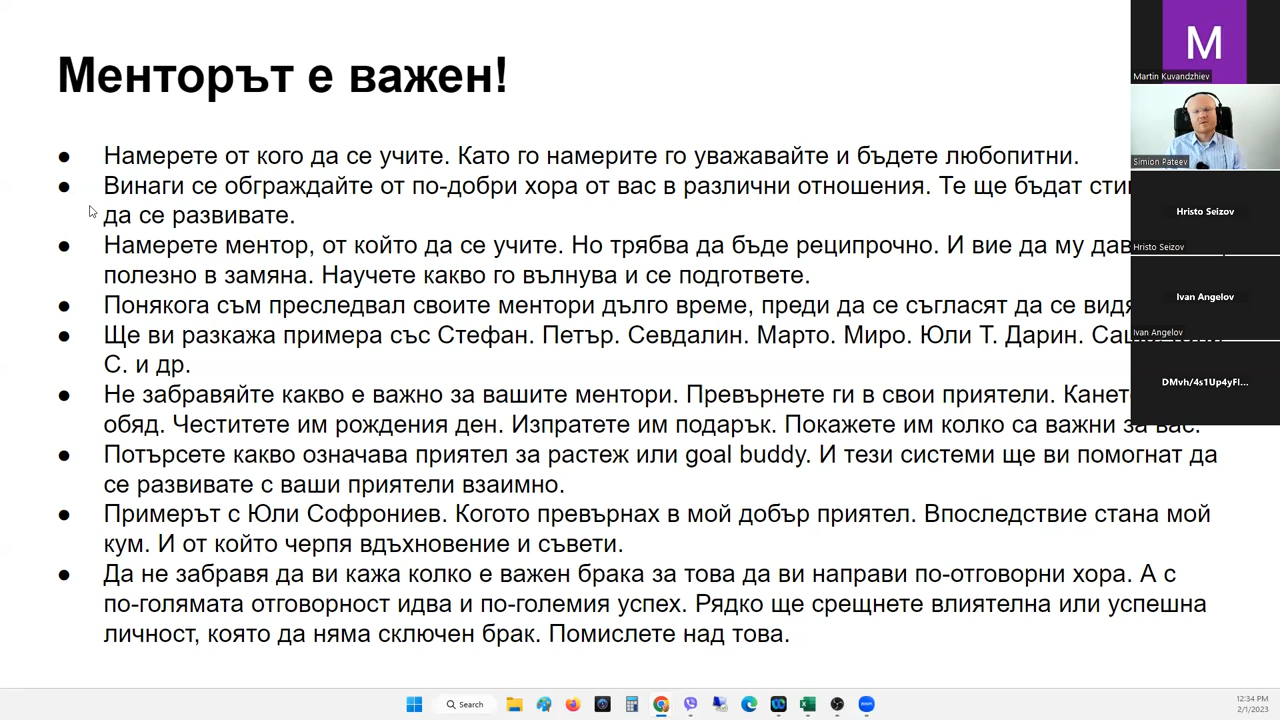 Менторът е важен!
● Намерете от кого да се учите. Като го намерите го уважавайте и бъдете любопитни.
● Винаги се обграждайте от по-добри хора от вас в различни отношения. Те ще бъдат
да се развивате.
● Намерете ментор, от който да се учите. Но трябва да бъде реципрочно. И вие да му
полезно в замяна. Научете какво го вълнува и се подгответе.
● Понякога съм преследвал своите ментори дълго време, преди да се съгласят да се
● Ще ви разкажа примера със Стефан. Петър. Севдалин. Марто. Миро. Юли Т. Дарин.
С. и др.
● Не забравяйте какво е важно за вашите ментори. Превърнете ги в свои приятели.
обяд. Честитете им рождения ден. Изпратете им подарък. Покажете им колко са важни за вас.
● Потърсете какво означава приятел за растеж или goal buddy. И тези системи ще ви помогнат да
се развивате с ваши приятели взаимно.
● Примерът с Юли Софрониев. Когото превърнах в мой добър приятел. Впоследствие стана мой
кум. И от който черпя вдъхновение и съвети.
● Да не забравя да ви кажа колко е важен брака за това да ви направи по-отговорни хора. А с
по-голямата отговорност идва и по-големия успех. Рядко ще срещнете влиятелна или успешна
личност, която да няма сключен брак. Помислете над това.
M
Martin Kuvandzhiev
Simion Pateev
Hristo Seizov
Hristo Seizov
Ivan Angelov
Ivan Angelov
DMvh/4s1Up4yFl...
Search
12:34 PM
2/1/2023